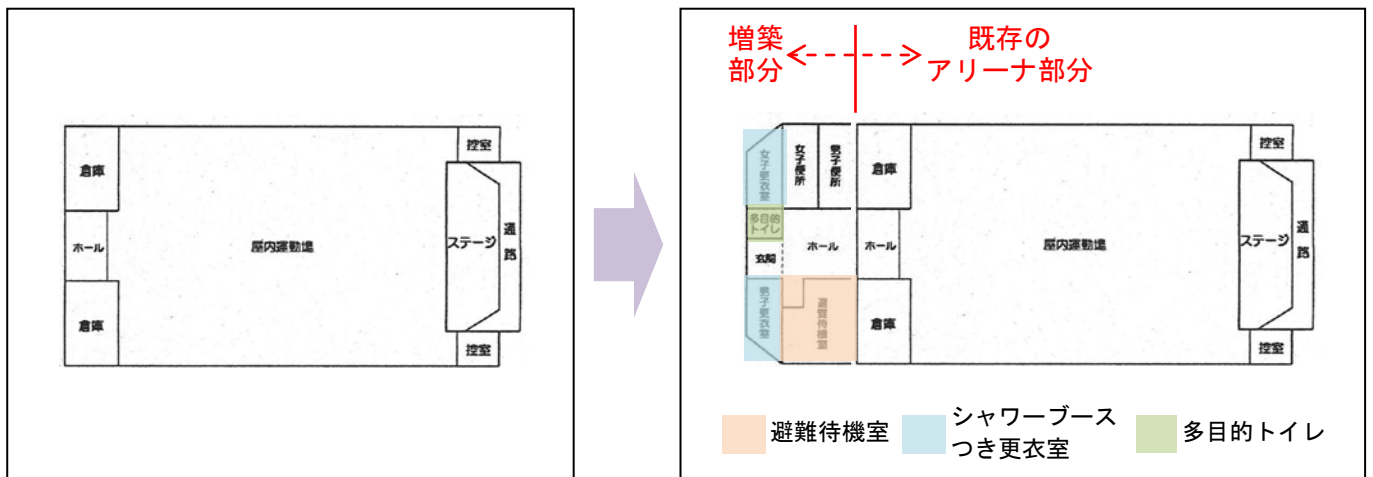 控室
倉庫
ホール
屋内運動場
ステージ
通路
倉庫
控室
増築
部分
既存の
アリーナ部分
女子更衣室
女子便所
男子便所
倉庫
控室
多目的
トイレ
玄関
ホール
ホール
屋内運動場
ステージ
通路
男子更衣室
避難待機室
倉庫
控室
避難待機室
シャワーブース
つき更衣室
多目的トイレ